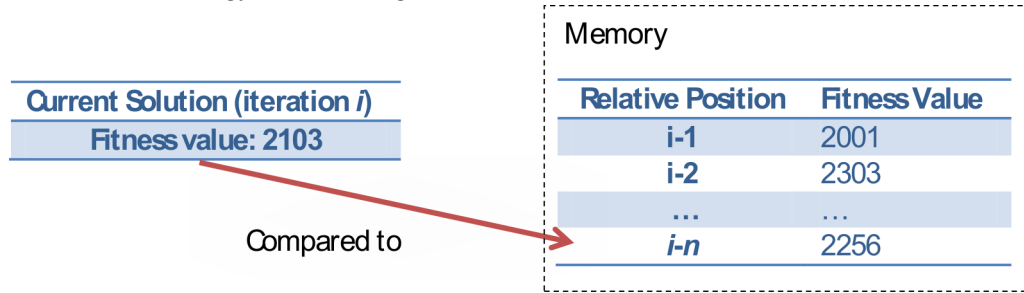 Memory
Current Solution (iteration i)
Fitness value: 2103
Relative Position Fitness Value
i-1 2001
i-2 2303
... ...
i-n 2256
Compared to